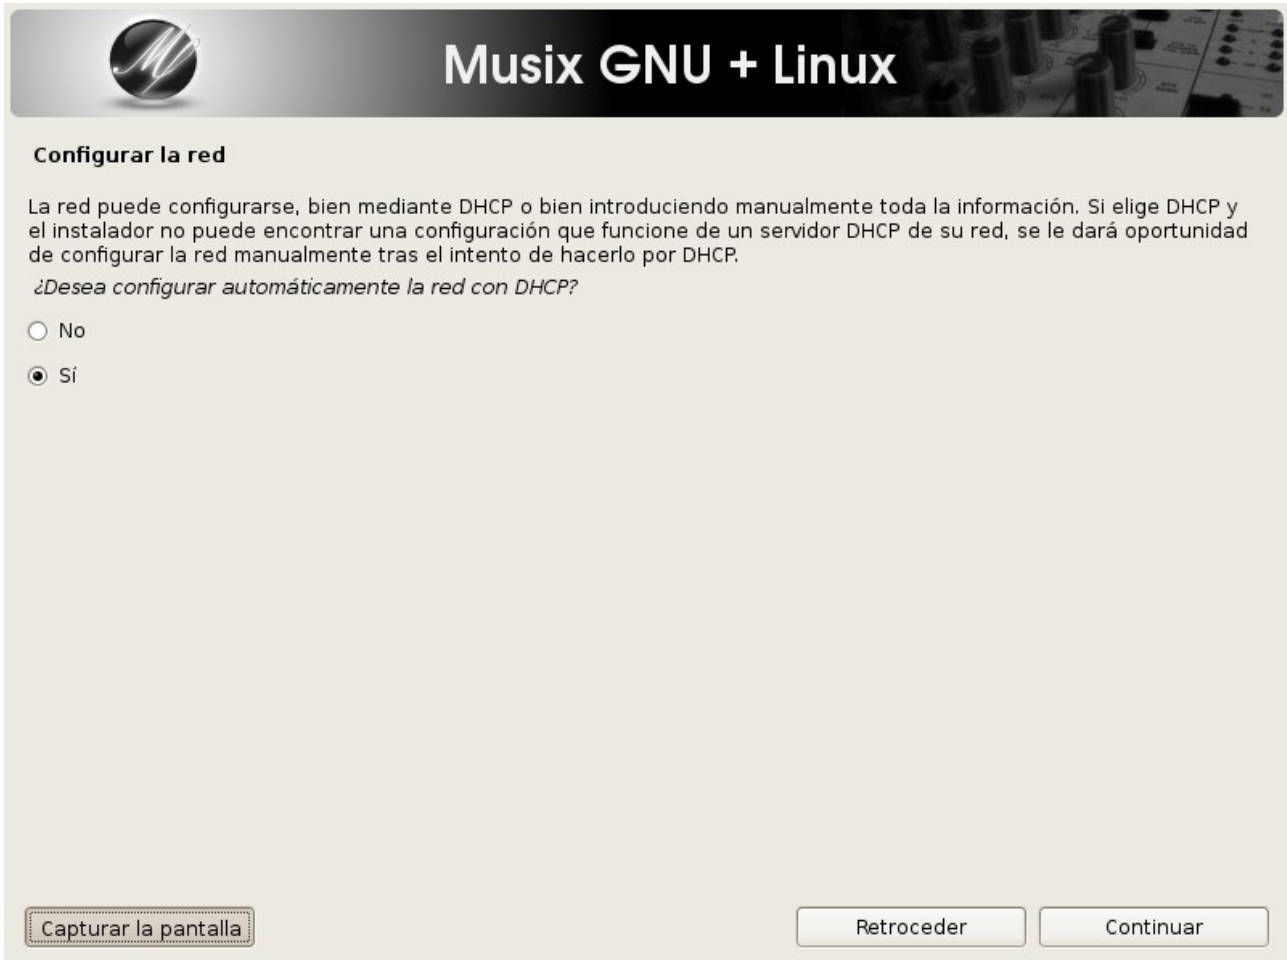 Musix GNU + Linux
Configurar la red
La red puede configurarse, bien mediante DHCP o bien introduciendo manualmente toda la información. Si elige DHCP y
el instalador no puede encontrar una configuración que funcione de un servidor DHCP de su red, se le dará oportunidad
de configurar la red manualmente tras el intento de hacerlo por DHCP.
¿Desea configurar automáticamente la red con DHCP?
No
Sí
Capturar la pantalla
Retroceder
Continuar